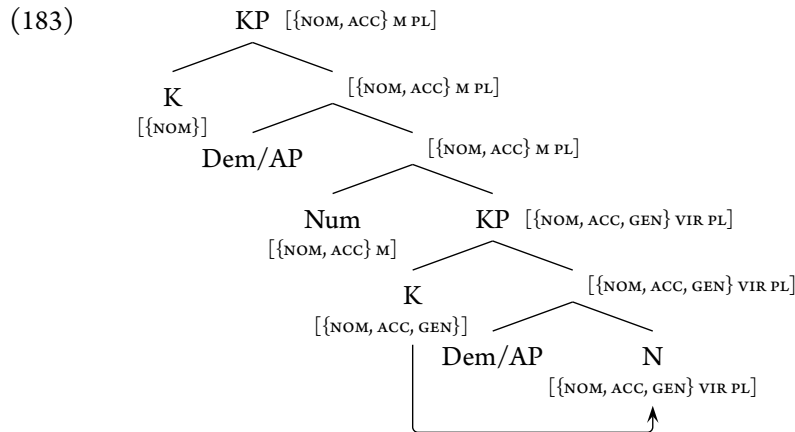 (183)
KP [{NOM, ACC} M PL]
K
[{NOM}]
[{NOM, ACC} M PL]
Dem/AP
[{NOM, ACC} M PL]
Num
[{NOM, ACC} M]
KP [{NOM, ACC, GEN} VIR PL]
K
[{NOM, ACC, GEN}]
[{NOM, ACC, GEN} VIR PL]
Dem/AP
N
[{NOM, ACC, GEN} VIR PL]